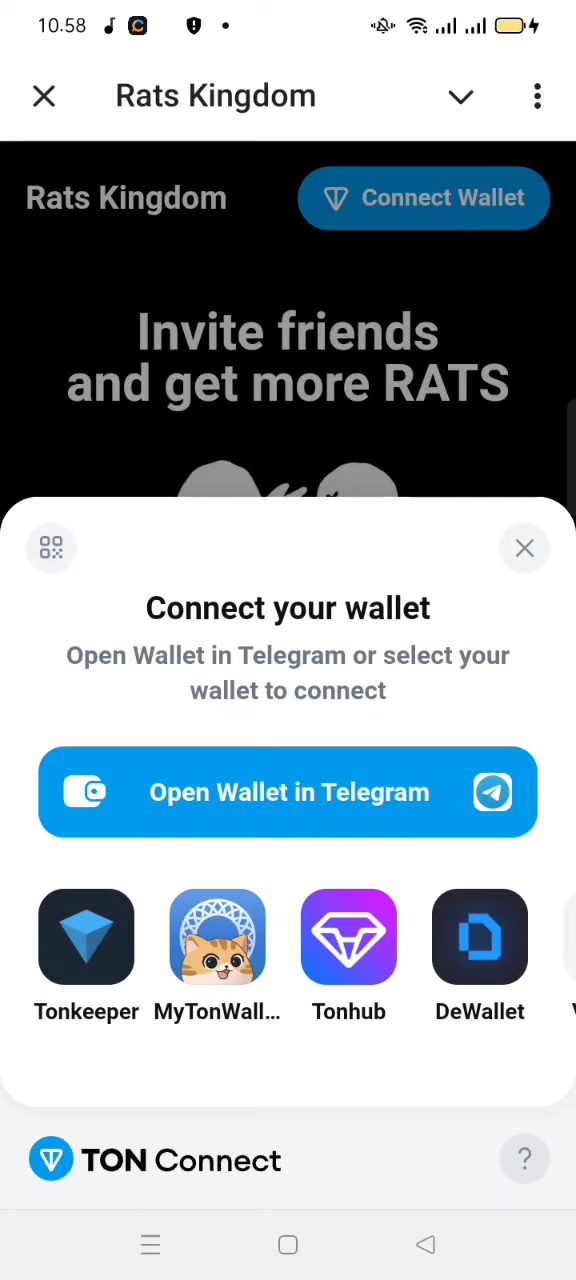 10.58
Rats Kingdom
Rats Kingdom
Connect Wallet
Invite friends
and get more RATS
Connect your wallet
Open Wallet in Telegram or select your
wallet to connect
Open Wallet in Telegram
Tonkeeper
MyTonWall...
Tonhub
DeWallet
TON Connect
?